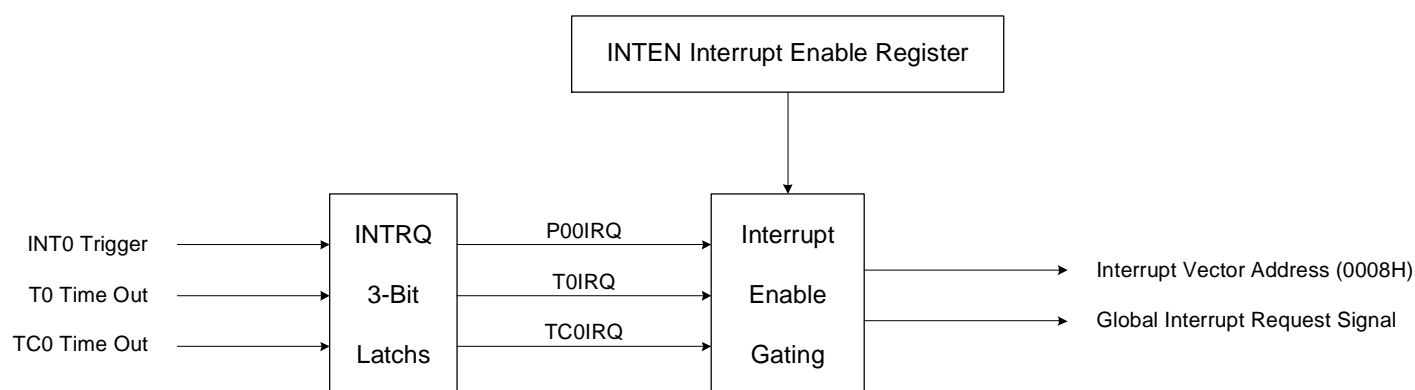 INTEN Interrupt Enable Register
INT0 Trigger
T0 Time Out
TC0 Time Out
INTRQ
3-Bit
Latchs
P00IRQ
T0IRQ
TC0IRQ
Interrupt
Enable
Gating
Interrupt Vector Address (0008H)
Global Interrupt Request Signal